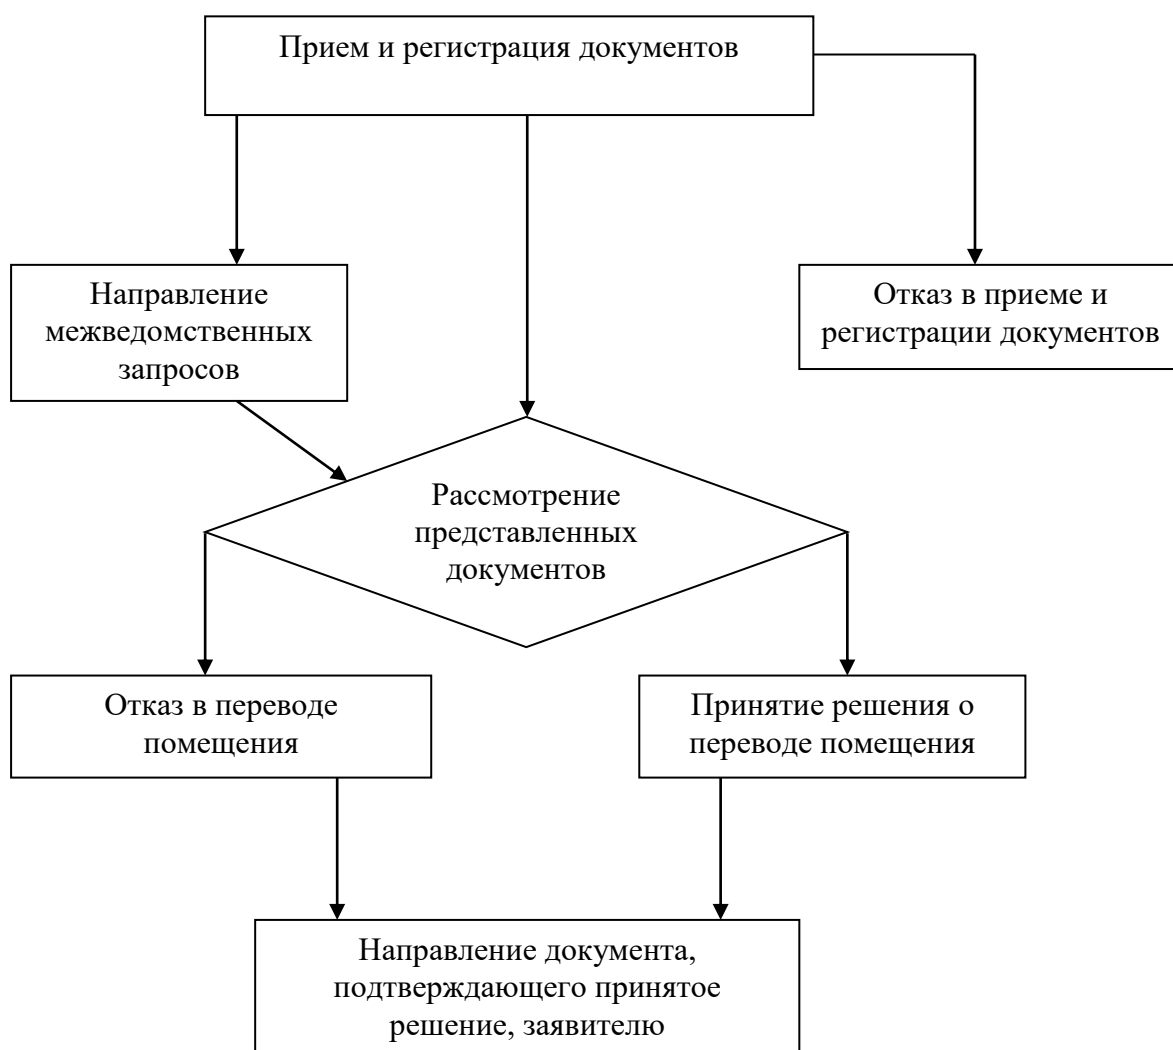 Прием и регистрация документов
Направление
межведомственных
запросов
Отказ в приеме и
регистрации документов
Рассмотрение
представленных
документов
Отказ в переводе
помещения
Принятие решения о
переводе помещения
Направление документа,
подтверждающего принятое
решение, заявителю